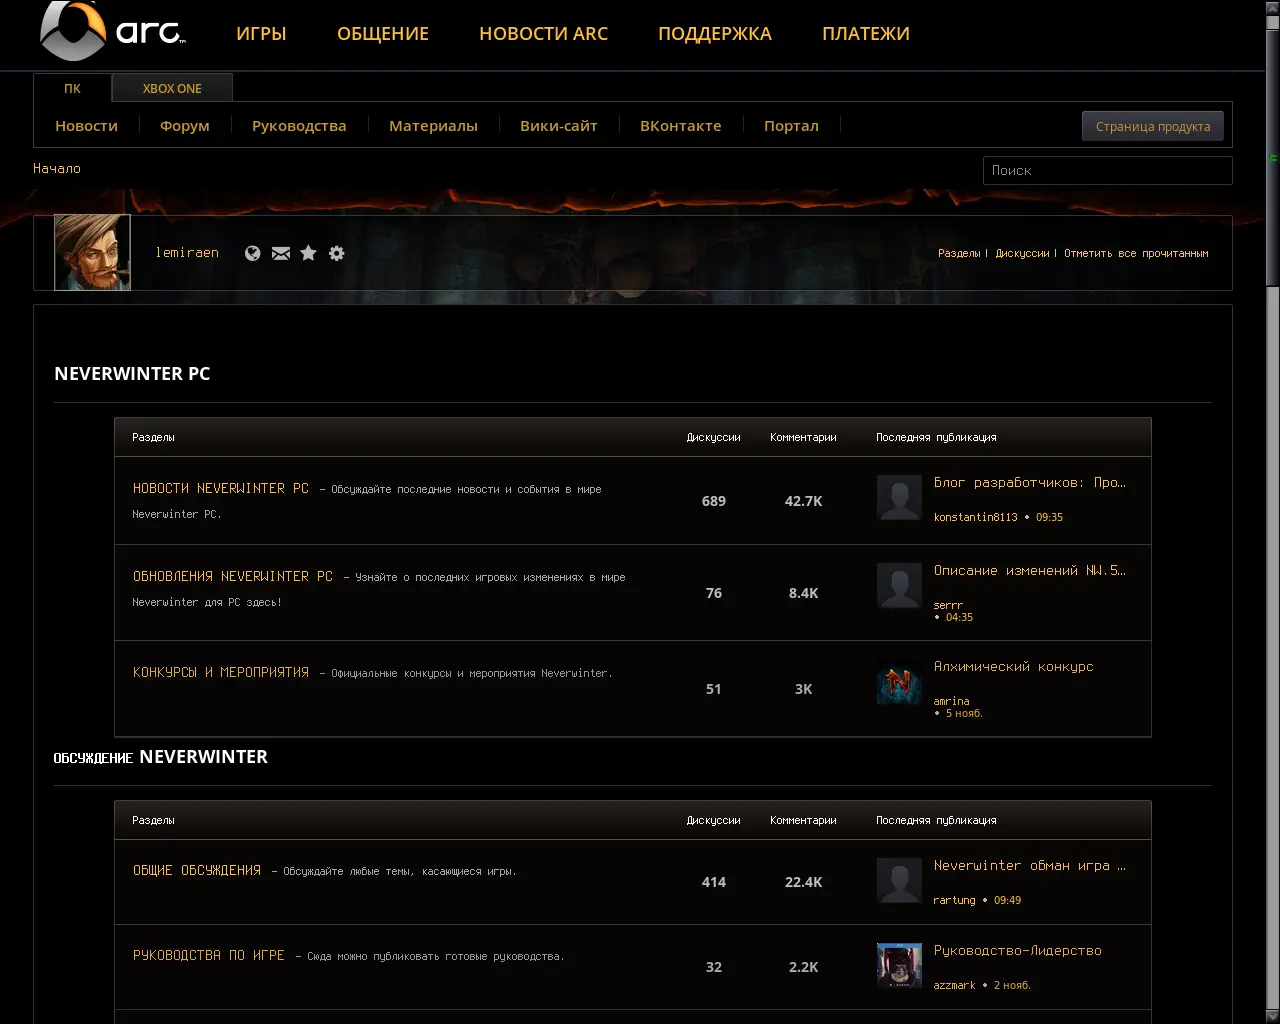 arc™
ИГРЫ ОБЩЕНИЕ НОВОСТИ ARC ПОДДЕРЖКА ПЛАТЕЖИ
ПК XBOX ONE
Новости Форум Руководства Материалы Вики-сайт ВКонтакте Портал Страница продукта
Начало Поиск
lemiraen Разделы | Дискуссии | Отметить все прочитанным
NEVERWINTER PC
Разделы Дискуссии Комментарии Последняя публикация
НОВОСТИ NEVERWINTER PC – Обсуждайте последние новости и события в мире
Neverwinter PC.
689 42.7K
Блог разработчиков: Про...
konstantin8113 • 09:35
ОБНОВЛЕНИЯ NEVERWINTER PC – Узнайте о последних игровых изменениях в мире
Neverwinter для PC здесь!
76 8.4K
Описание изменений NW.5...
serrr
• 04:35
КОНКУРСЫ И МЕРОПРИЯТИЯ – Официальные конкурсы и мероприятия Neverwinter.
51 3K
Алхимический конкурс
amrina
• 5 нояб.
ОБСУЖДЕНИЕ NEVERWINTER
Разделы Дискуссии Комментарии Последняя публикация
ОБЩИЕ ОБСУЖДЕНИЯ – Обсуждайте любые темы, касающиеся игры.
414 22.4K
Neverwinter обман игра ...
rartung • 09:49
РУКОВОДСТВА ПО ИГРЕ – Сюда можно публиковать готовые руководства.
32 2.2K
Руководство-Лидерство
azzmark • 2 нояб.